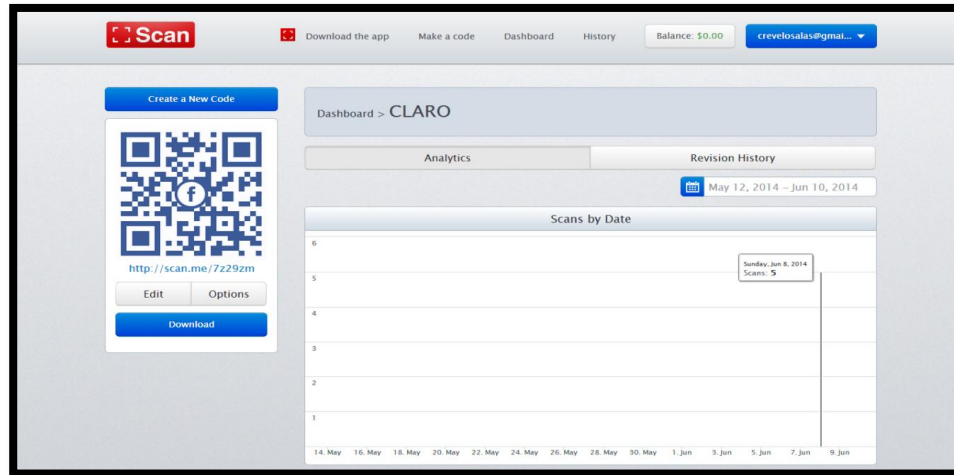 Scan
Download the app
Make a code
Dashboard
History
Balance: $0.00
crevelosalas@gmai...
Create a New Code
f
http://scan.me/7z29zm
Edit
Options
Download
Dashboard > CLARO
Analytics
Revision History
May 12, 2014 – Jun 10, 2014
Scans by Date
6
5
4
3
2
1
Sunday, Jun 8, 2014
Scans: 5
14. May 16. May 18. May 20. May 22. May 24. May 26. May 28. May 30. May 1. Jun 3. Jun 5. Jun 7. Jun 9. Jun